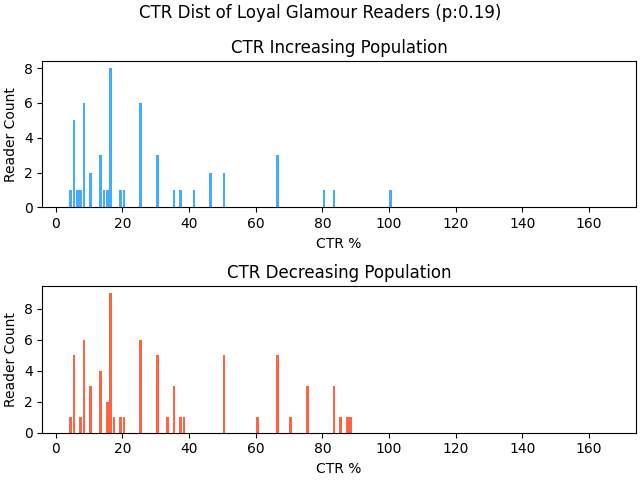 CTR Dist of Loyal Glamour Readers (p:0.19)
CTR Increasing Population
Reader Count
8
6
4
2
0
0 20 40 60 80 100 120 140 160
CTR %
CTR Decreasing Population
Reader Count
8
6
4
2
0
0 20 40 60 80 100 120 140 160
CTR %